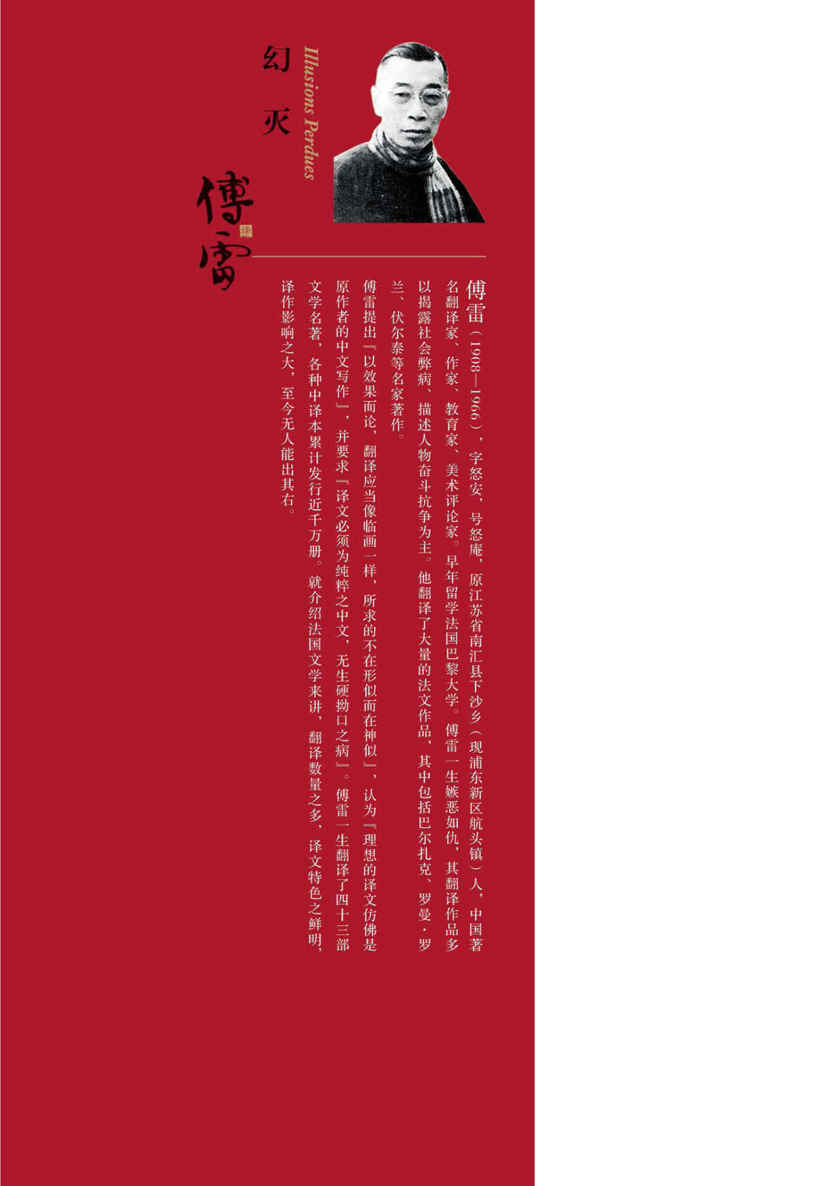 幻灭
Illusions Perdues
傅雷
译
傅雷（1908—1966），字怒安，号怒庵，原江苏省南汇县下沙乡（现浦东新区航头镇）人，中国著
名翻译家、作家、教育家、美术评论家。早年留学法国巴黎大学。傅雷一生嫉恶如仇，其翻译作品多
以揭露社会弊病、描述人物奋斗抗争为主。他翻译了大量的法文作品，其中包括巴尔扎克、罗曼·罗
兰、伏尔泰等名家著作。
傅雷提出『以效果而论，翻译应当像临画一样，所求的不在形似而在神似』，认为『理想的译文仿佛是
原作者的中文写作』，并要求『译文必须为纯粹之中文，无生硬拗口之病』。傅雷一生翻译了四十三部
文学名著，各种中译本累计发行近千万册。就介绍法国文学来讲，翻译数量之多，译文特色之鲜明，
译作影响之大，至今无人能出其右。